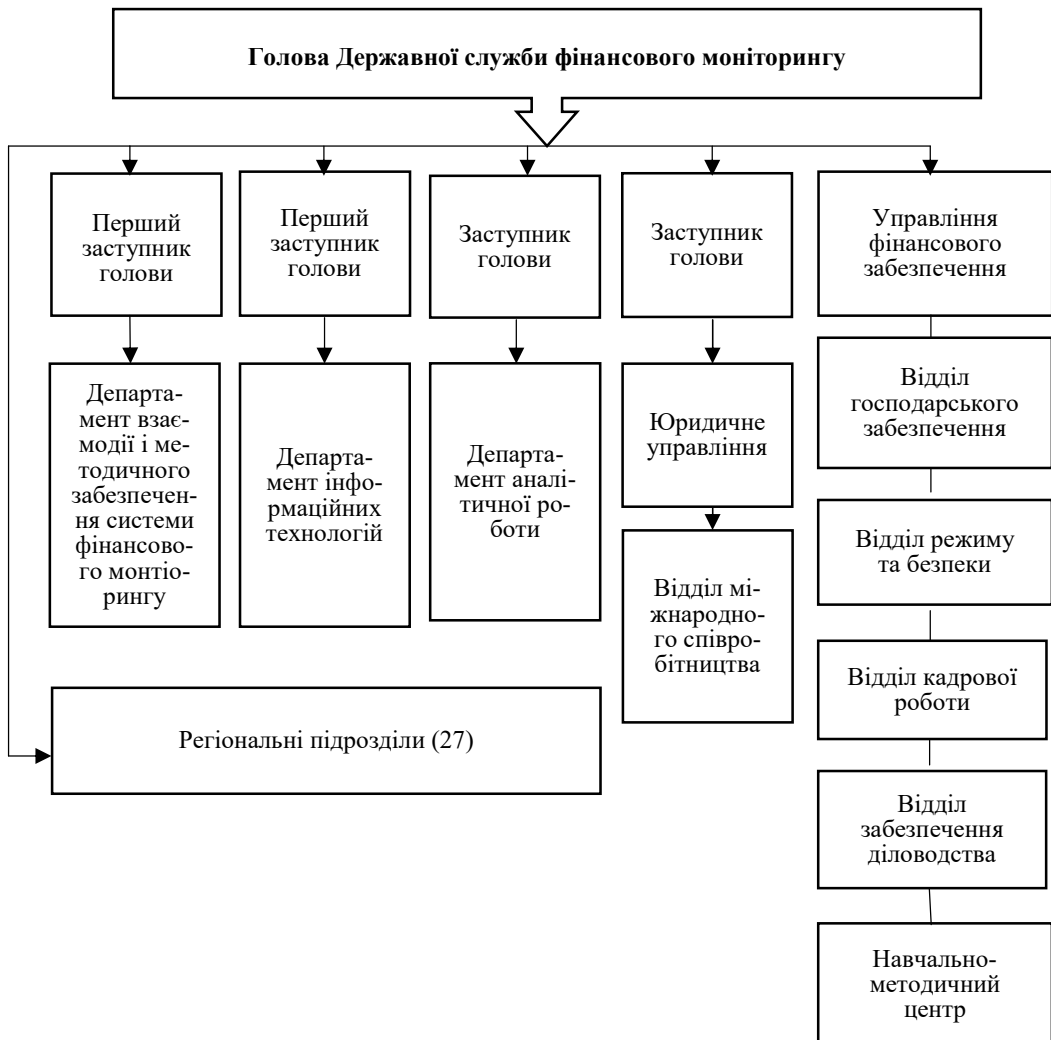 Голова Державної служби фінансового моніторингу
Перший
заступник
голови
Перший
заступник
голови
Заступник
голови
Заступник
голови
Управління
фінансового
забезпечення
Департа-
мент взає-
модії і ме-
тодичного
забезпечен-
ня системи
фінансово-
го монтіо-
рингу
Департа-
мент інфо-
рмаційних
технологій
Департа-
мент аналі-
тичної ро-
боти
Юридичне
управління
Відділ
господарського
забезпечення
Відділ режиму
та безпеки
Відділ мі-
жнародно-
го співро-
бітництва
Відділ кадрової
роботи
Регіональні підрозділи (27)
Відділ
забезпечення
діловодства
Навчально-
методичний
центр